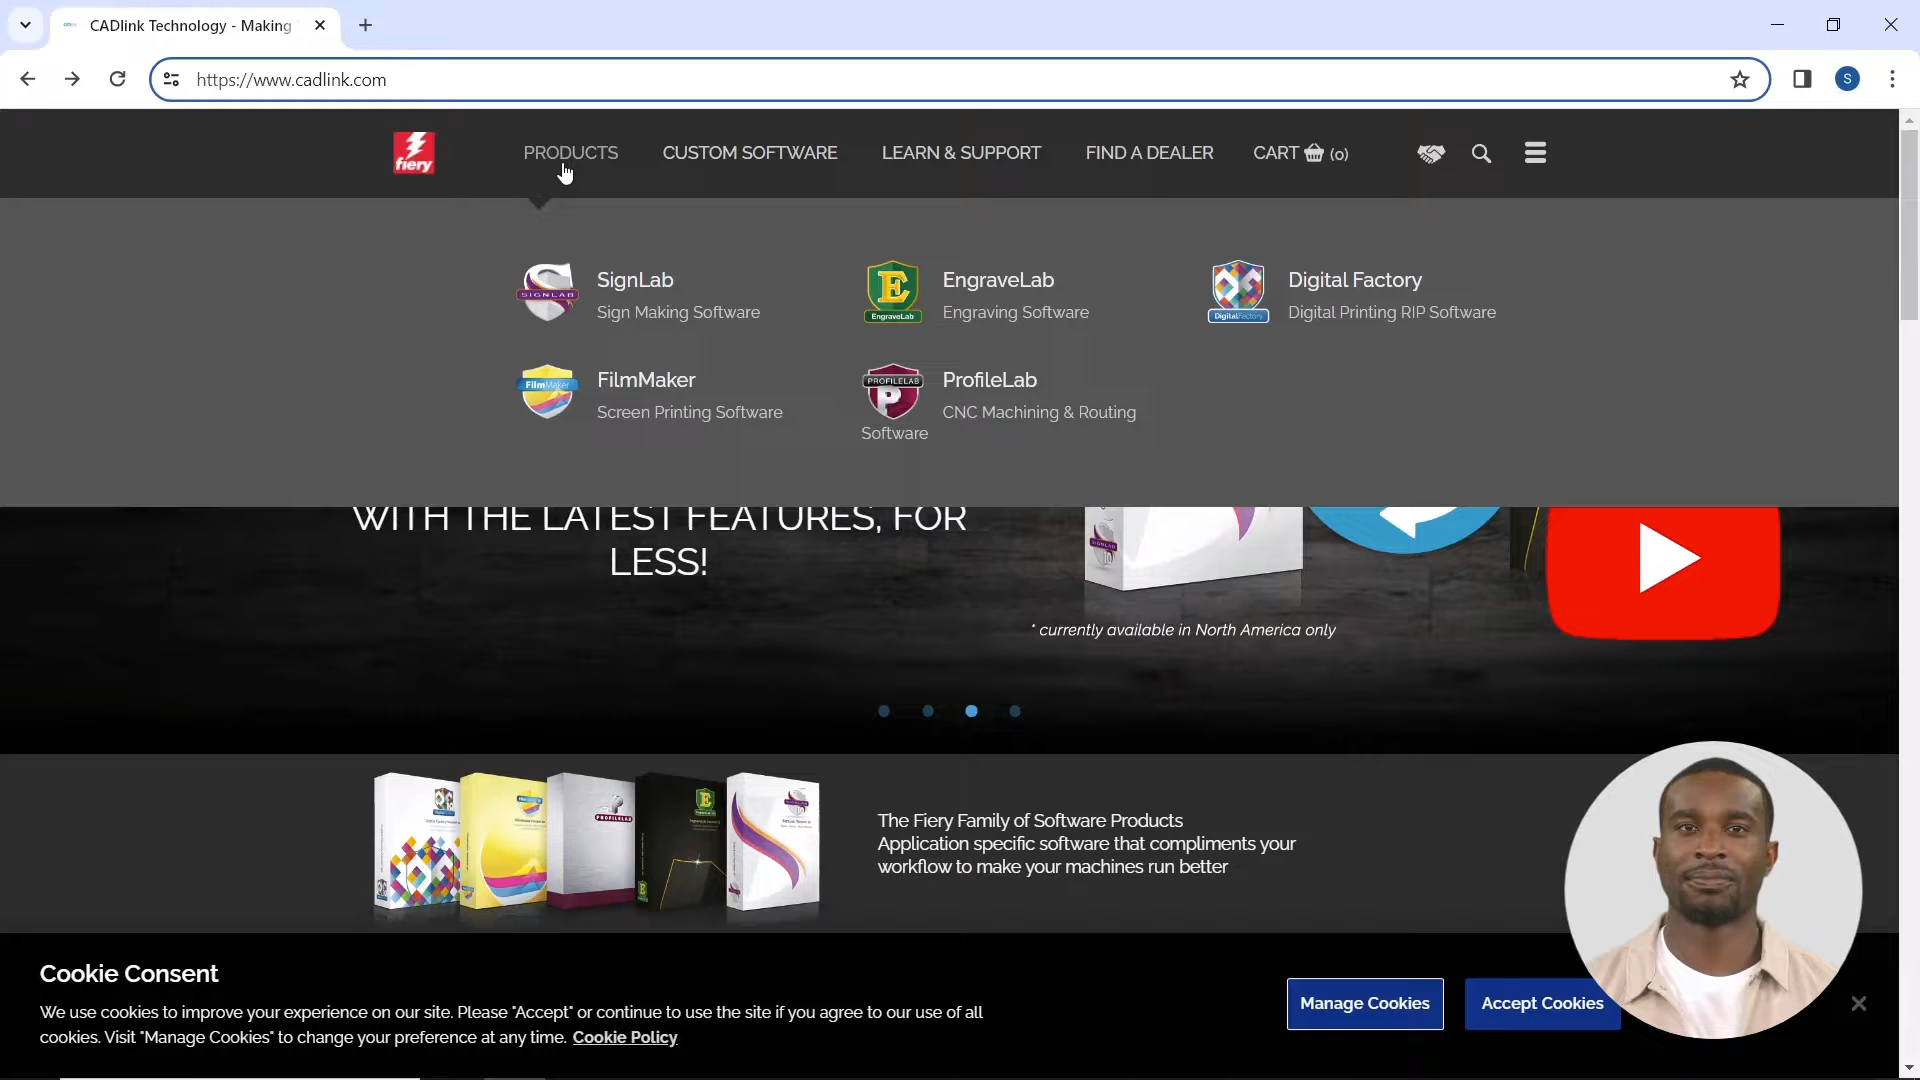 CADlink Technology - Making
https://www.cadlink.com
S
fiery
PRODUCTS
CUSTOM SOFTWARE
LEARN & SUPPORT
FIND A DEALER
CART (0)
SIGNLAB
SignLab
Sign Making Software
E
EngraveLab
EngraveLab
Engraving Software
DigitalFactory
Digital Factory
Digital Printing RIP Software
FilmMaker
FilmMaker
Screen Printing Software
PROFILELAB
P
ProfileLab
CNC Machining & Routing
Software
WITH THE LATEST FEATURES, FOR
LESS!
* currently available in North America only
PROFILELAB
The Fiery Family of Software Products
Application specific software that compliments your
workflow to make your machines run better
Cookie Consent
We use cookies to improve your experience on our site. Please "Accept" or continue to use the site if you agree to our use of all
cookies. Visit "Manage Cookies" to change your preference at any time. Cookie Policy
Manage Cookies
Accept Cookies